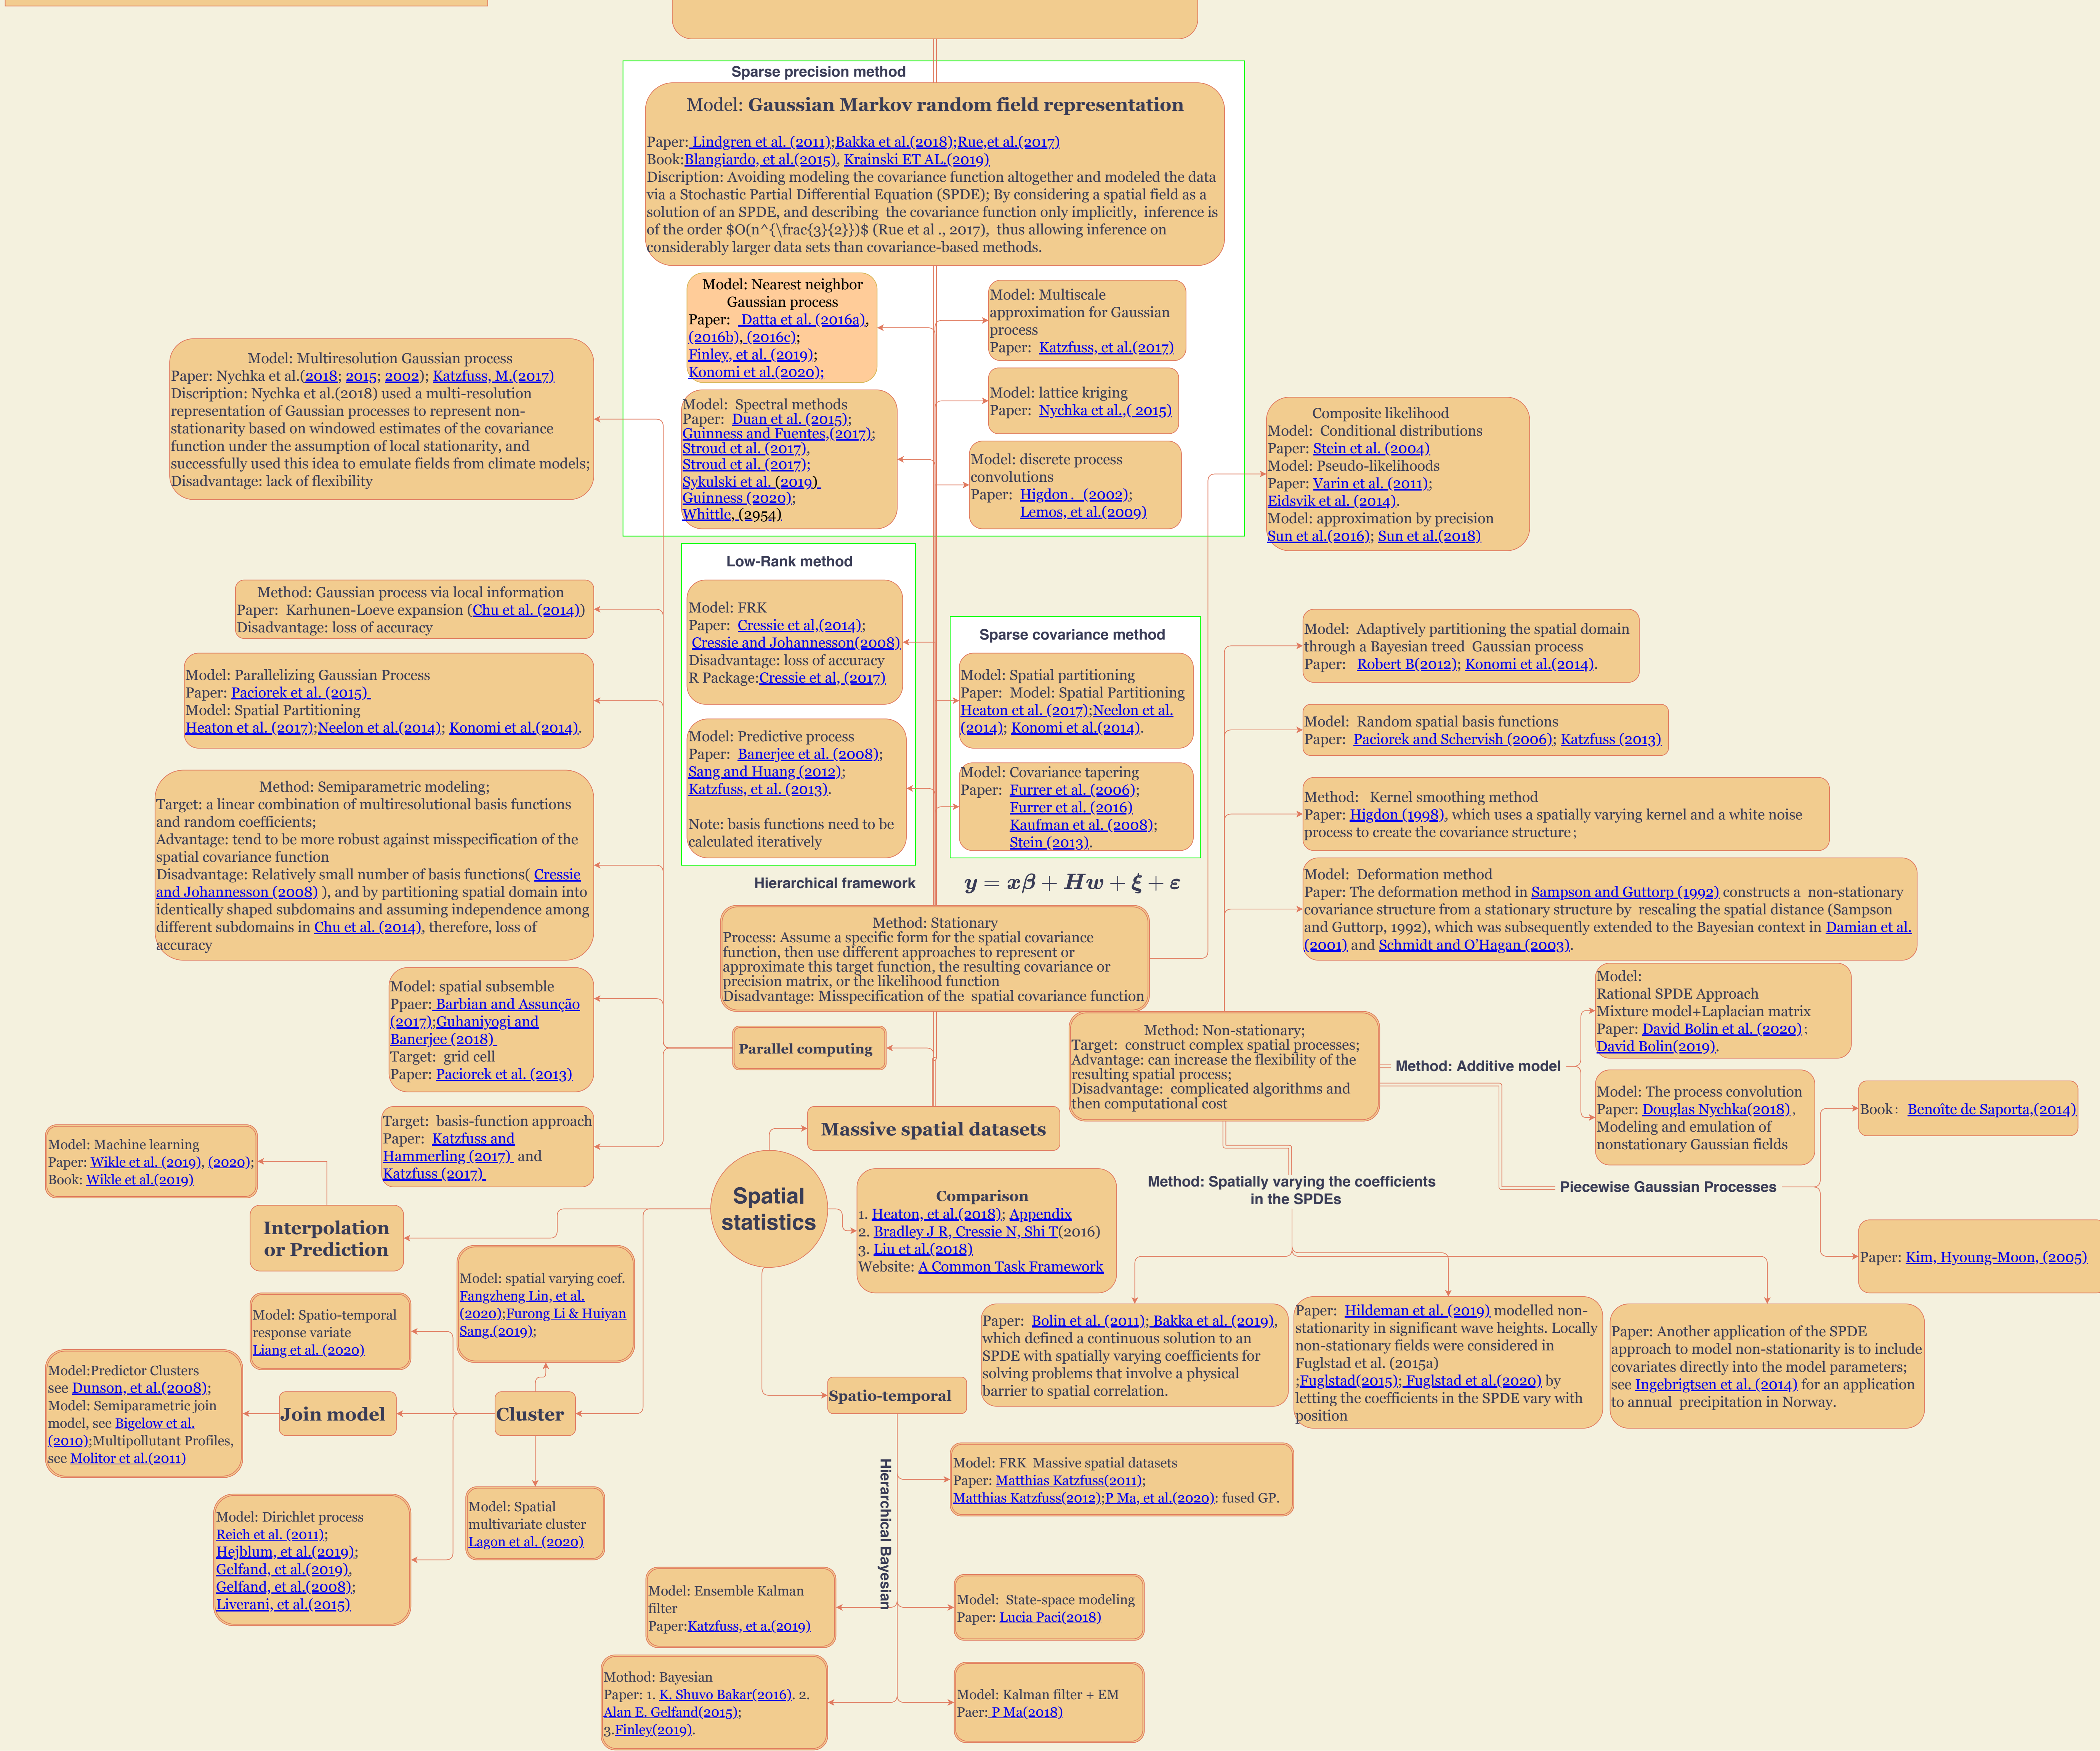 Sparse precision method
Model: Gaussian Markov random field representation
Paper: Lindgren et al. (2011);Bakka et al.(2018);Rue,et al.(2017)
Book:Blangiardo, et al.(2015), Krainski ET AL.(2019)
Discription: Avoiding modeling the covariance function altogether and modeled the data
via a Stochastic Partial Differential Equation (SPDE); By considering a spatial field as a
solution of an SPDE, and describing the covariance function only implicitly, inference is
of the order $O(n^{\frac{3}{2}})$ (Rue et al ., 2017), thus allowing inference on
considerably larger data sets than covariance-based methods.
Model: Nearest neighbor
Gaussian process
Paper: Datta et al. (2016a),
(2016b), (2016c);
Finley, et al. (2019);
Konomi et al.(2020);
Model: Multiscale
approximation for Gaussian
process
Paper: Katzfuss, et al.(2017)
Model: lattice kriging
Paper: Nychka et al.,( 2015)
Model: Spectral methods
Paper: Duan et al. (2015);
Guinness and Fuentes,(2017);
Stroud et al. (2017),
Stroud et al. (2017);
Sykulski et al. (2019)
Guinness (2020);
Whittle, (2954)
Model: discrete process
convolutions
Paper: Higdon. (2002);
Lemos, et al.(2009)
Model: Multiresolution Gaussian process
Paper: Nychka et al.(2018; 2015; 2002); Katzfuss, M.(2017)
Discription: Nychka et al.(2018) used a multi-resolution
representation of Gaussian processes to represent non-
stationarity based on windowed estimates of the covariance
function under the assumption of local stationarity, and
successfully used this idea to emulate fields from climate models;
Disadvantage: lack of flexibility
Composite likelihood
Model: Conditional distributions
Paper: Stein et al. (2004)
Model: Pseudo-likelihoods
Paper: Varin et al. (2011);
Eidsvik et al. (2014).
Model: approximation by precision
Sun et al.(2016); Sun et al.(2018)
Low-Rank method
Model: FRK
Paper: Cressie et al,(2014);
Cressie and Johannesson(2008)
Disadvantage: loss of accuracy
R Package:Cressie et al, (2017)
Model: Predictive process
Paper: Banerjee et al. (2008);
Sang and Huang (2012);
Katzfuss, et al. (2013).
Note: basis functions need to be
calculated iteratively
Sparse covariance method
Model: Spatial partitioning
Paper: Model: Spatial Partitioning
Heaton et al. (2017);Neelon et al.
(2014); Konomi et al.(2014).
Model: Covariance tapering
Paper: Furrer et al. (2006);
Furrer et al. (2016)
Kaufman et al. (2008);
Stein (2013).
Method: Gaussian process via local information
Paper: Karhunen-Loeve expansion (Chu et al. (2014))
Disadvantage: loss of accuracy
Model: Parallelizing Gaussian Process
Paper: Paciorek et al. (2015)
Model: Spatial Partitioning
Heaton et al. (2017);Neelon et al.(2014); Konomi et al.(2014).
Method: Semiparametric modeling;
Target: a linear combination of multiresolutional basis functions
and random coefficients;
Advantage: tend to be more robust against misspecification of the
spatial covariance function
Disadvantage: Relatively small number of basis functions( Cressie
and Johannesson (2008) ), and by partitioning spatial domain into
identically shaped subdomains and assuming independence among
different subdomains in Chu et al. (2014), therefore, loss of
accuracy
Model: Adaptively partitioning the spatial domain
through a Bayesian treed Gaussian process
Paper: Robert B(2012); Konomi et al.(2014).
Model: Random spatial basis functions
Paper: Paciorek and Schervish (2006); Katzfuss (2013)
Method: Kernel smoothing method
Paper: Higdon (1998), which uses a spatially varying kernel and a white noise
process to create the covariance structure;
Model: Deformation method
Paper: The deformation method in Sampson and Guttorp (1992) constructs a non-stationary
covariance structure from a stationary structure by rescaling the spatial distance (Sampson
and Guttorp, 1992), which was subsequently extended to the Bayesian context in Damian et al.
(2001) and Schmidt and O'Hagan (2003).
Hierarchical framework
y = xβ + Hw + ξ + ε
Method: Stationary
Process: Assume a specific form for the spatial covariance
function, then use different approaches to represent or
approximate this target function, the resulting covariance or
precision matrix, or the likelihood function
Disadvantage: Misspecification of the spatial covariance function
Model: spatial subsemble
Ppaer: Barbian and Assunção
(2017);Guhaniyogi and
Banerjee (2018)
Target: grid cell
Paper: Paciorek et al. (2013)
Parallel computing
Method: Non-stationary;
Target: construct complex spatial processes;
Advantage: can increase the flexibility of the
resulting spatial process;
Disadvantage: complicated algorithms and
then computational cost
Method: Additive model
Model:
Rational SPDE Approach
Mixture model+Laplacian matrix
Paper: David Bolin et al. (2020);
David Bolin(2019).
Model: The process convolution
Paper: Douglas Nychka(2018),
Modeling and emulation of
nonstationary Gaussian fields
Book: Benoîte de Saporta,(2014)
Piecewise Gaussian Processes
Paper: Kim, Hyoung-Moon, (2005)
Target: basis-function approach
Paper: Katzfuss and
Hammerling (2017) and
Katzfuss (2017)
Massive spatial datasets
Model: Machine learning
Paper: Wikle et al. (2019), (2020);
Book: Wikle et al.(2019)
Interpolation
or Prediction
Spatial
statistics
Comparison
1. Heaton, et al.(2018); Appendix
2. Bradley J R, Cressie N, Shi T(2016)
3. Liu et al.(2018)
Website: A Common Task Framework
Method: Spatially varying the coefficients
in the SPDEs
Paper: Bolin et al. (2011); Bakka et al. (2019),
which defined a continuous solution to an
SPDE with spatially varying coefficients for
solving problems that involve a physical
barrier to spatial correlation.
Paper: Hildeman et al. (2019) modelled non-
stationarity in significant wave heights. Locally
non-stationary fields were considered in
Fuglstad et al. (2015a)
;Fuglstad(2015); Fuglstad et al.(2020) by
letting the coefficients in the SPDE vary with
position
Paper: Another application of the SPDE
approach to model non-stationarity is to include
covariates directly into the model parameters;
see Ingebrigtsen et al. (2014) for an application
to annual precipitation in Norway.
Model: spatial varying coef.
Fangzheng Lin, et al.
(2020);Furong Li & Huiyan
Sang.(2019);
Model: Spatio-temporal
response variate
Liang et al. (2020)
Model:Predictor Clusters
see Dunson, et al.(2008);
Model: Semiparametric join
model, see Bigelow et al.
(2010);Multipollutant Profiles,
see Molitor et al.(2011)
Join model
Cluster
Spatio-temporal
Model: Dirichlet process
Reich et al. (2011);
Hejblum, et al.(2019);
Gelfand, et al.(2019),
Gelfand, et al.(2008);
Liverani, et al.(2015)
Model: Spatial
multivariate cluster
Lagon et al. (2020)
Hierarchical Bayesian
Model: FRK Massive spatial datasets
Paper: Matthias Katzfuss(2011);
Matthias Katzfuss(2012);P Ma, et al.(2020): fused GP.
Model: Ensemble Kalman
filter
Paper:Katzfuss, et a.(2019)
Model: State-space modeling
Paper: Lucia Paci(2018)
Mothod: Bayesian
Paper: 1. K. Shuvo Bakar(2016). 2.
Alan E. Gelfand(2015);
3.Finley(2019).
Model: Kalman filter + EM
Paer: P Ma(2018)